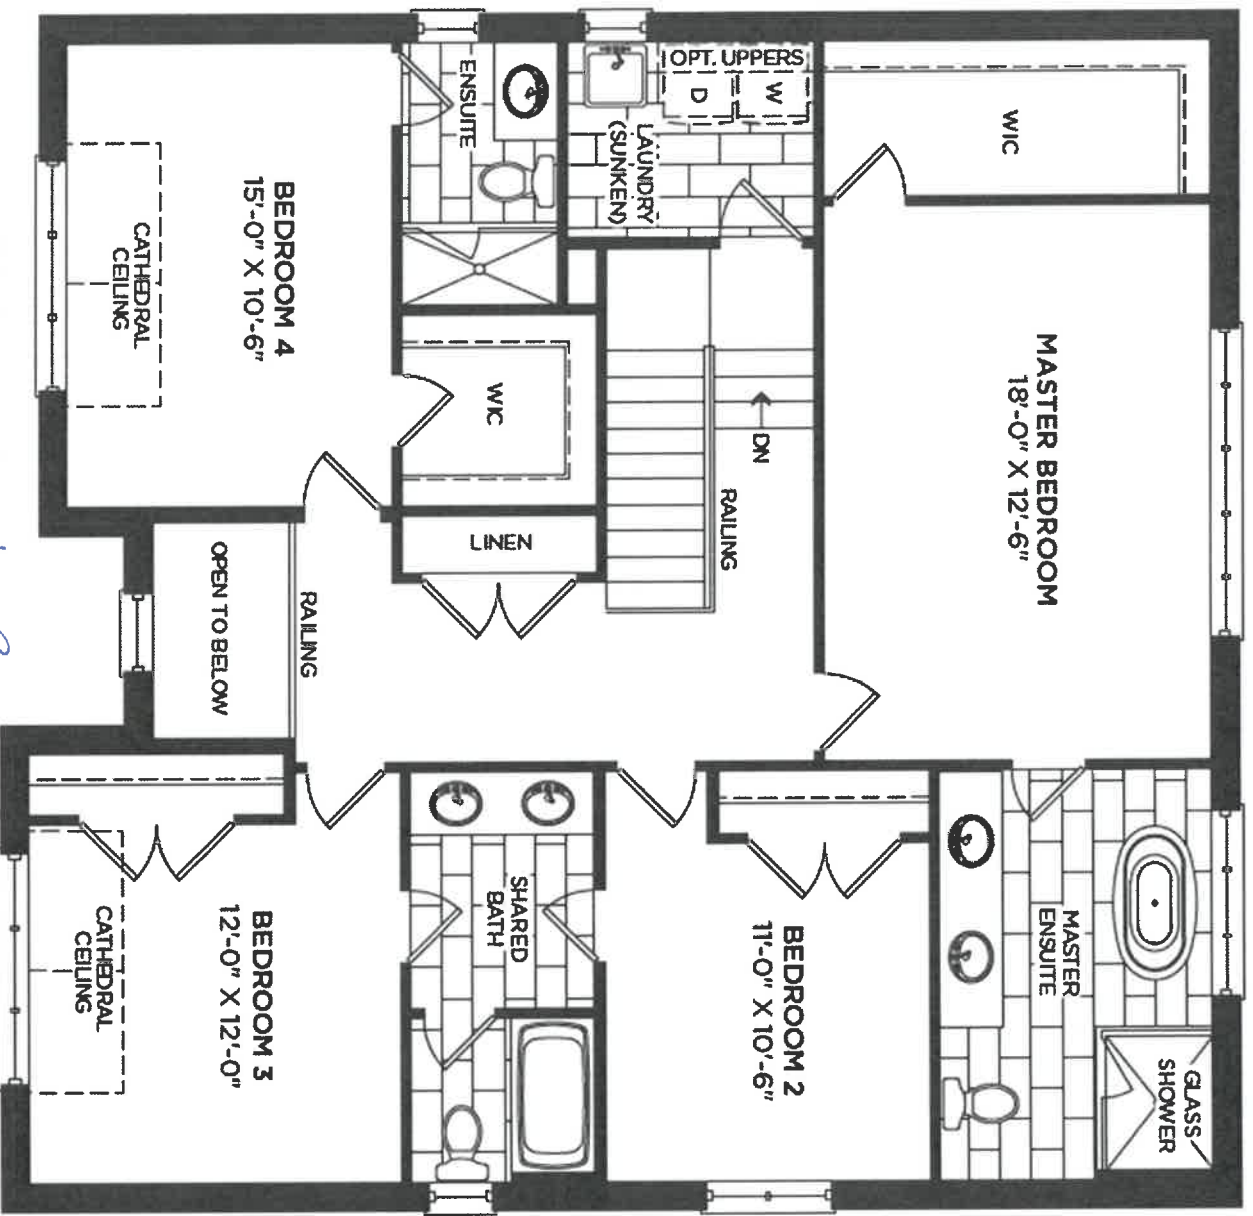 OPT. UPPERS
D
W
ENSUITE
LAUNDRY
(SUNKEN)
WIC
BEDROOM 4
15'-0" X 10'-6"
CATHEDRAL
CEILING
WIC
MASTER BEDROOM
18'-0" X 12'-6"
DN
RAILING
LINEN
OPEN TO BELOW
RAILING
SHARED
BATH
MASTER
ENSUITE
BEDROOM 3
12'-0" X 12'-0"
CATHEDRAL
CEILING
BEDROOM 2
11'-0" X 10'-6"
GLASS
SHOWER